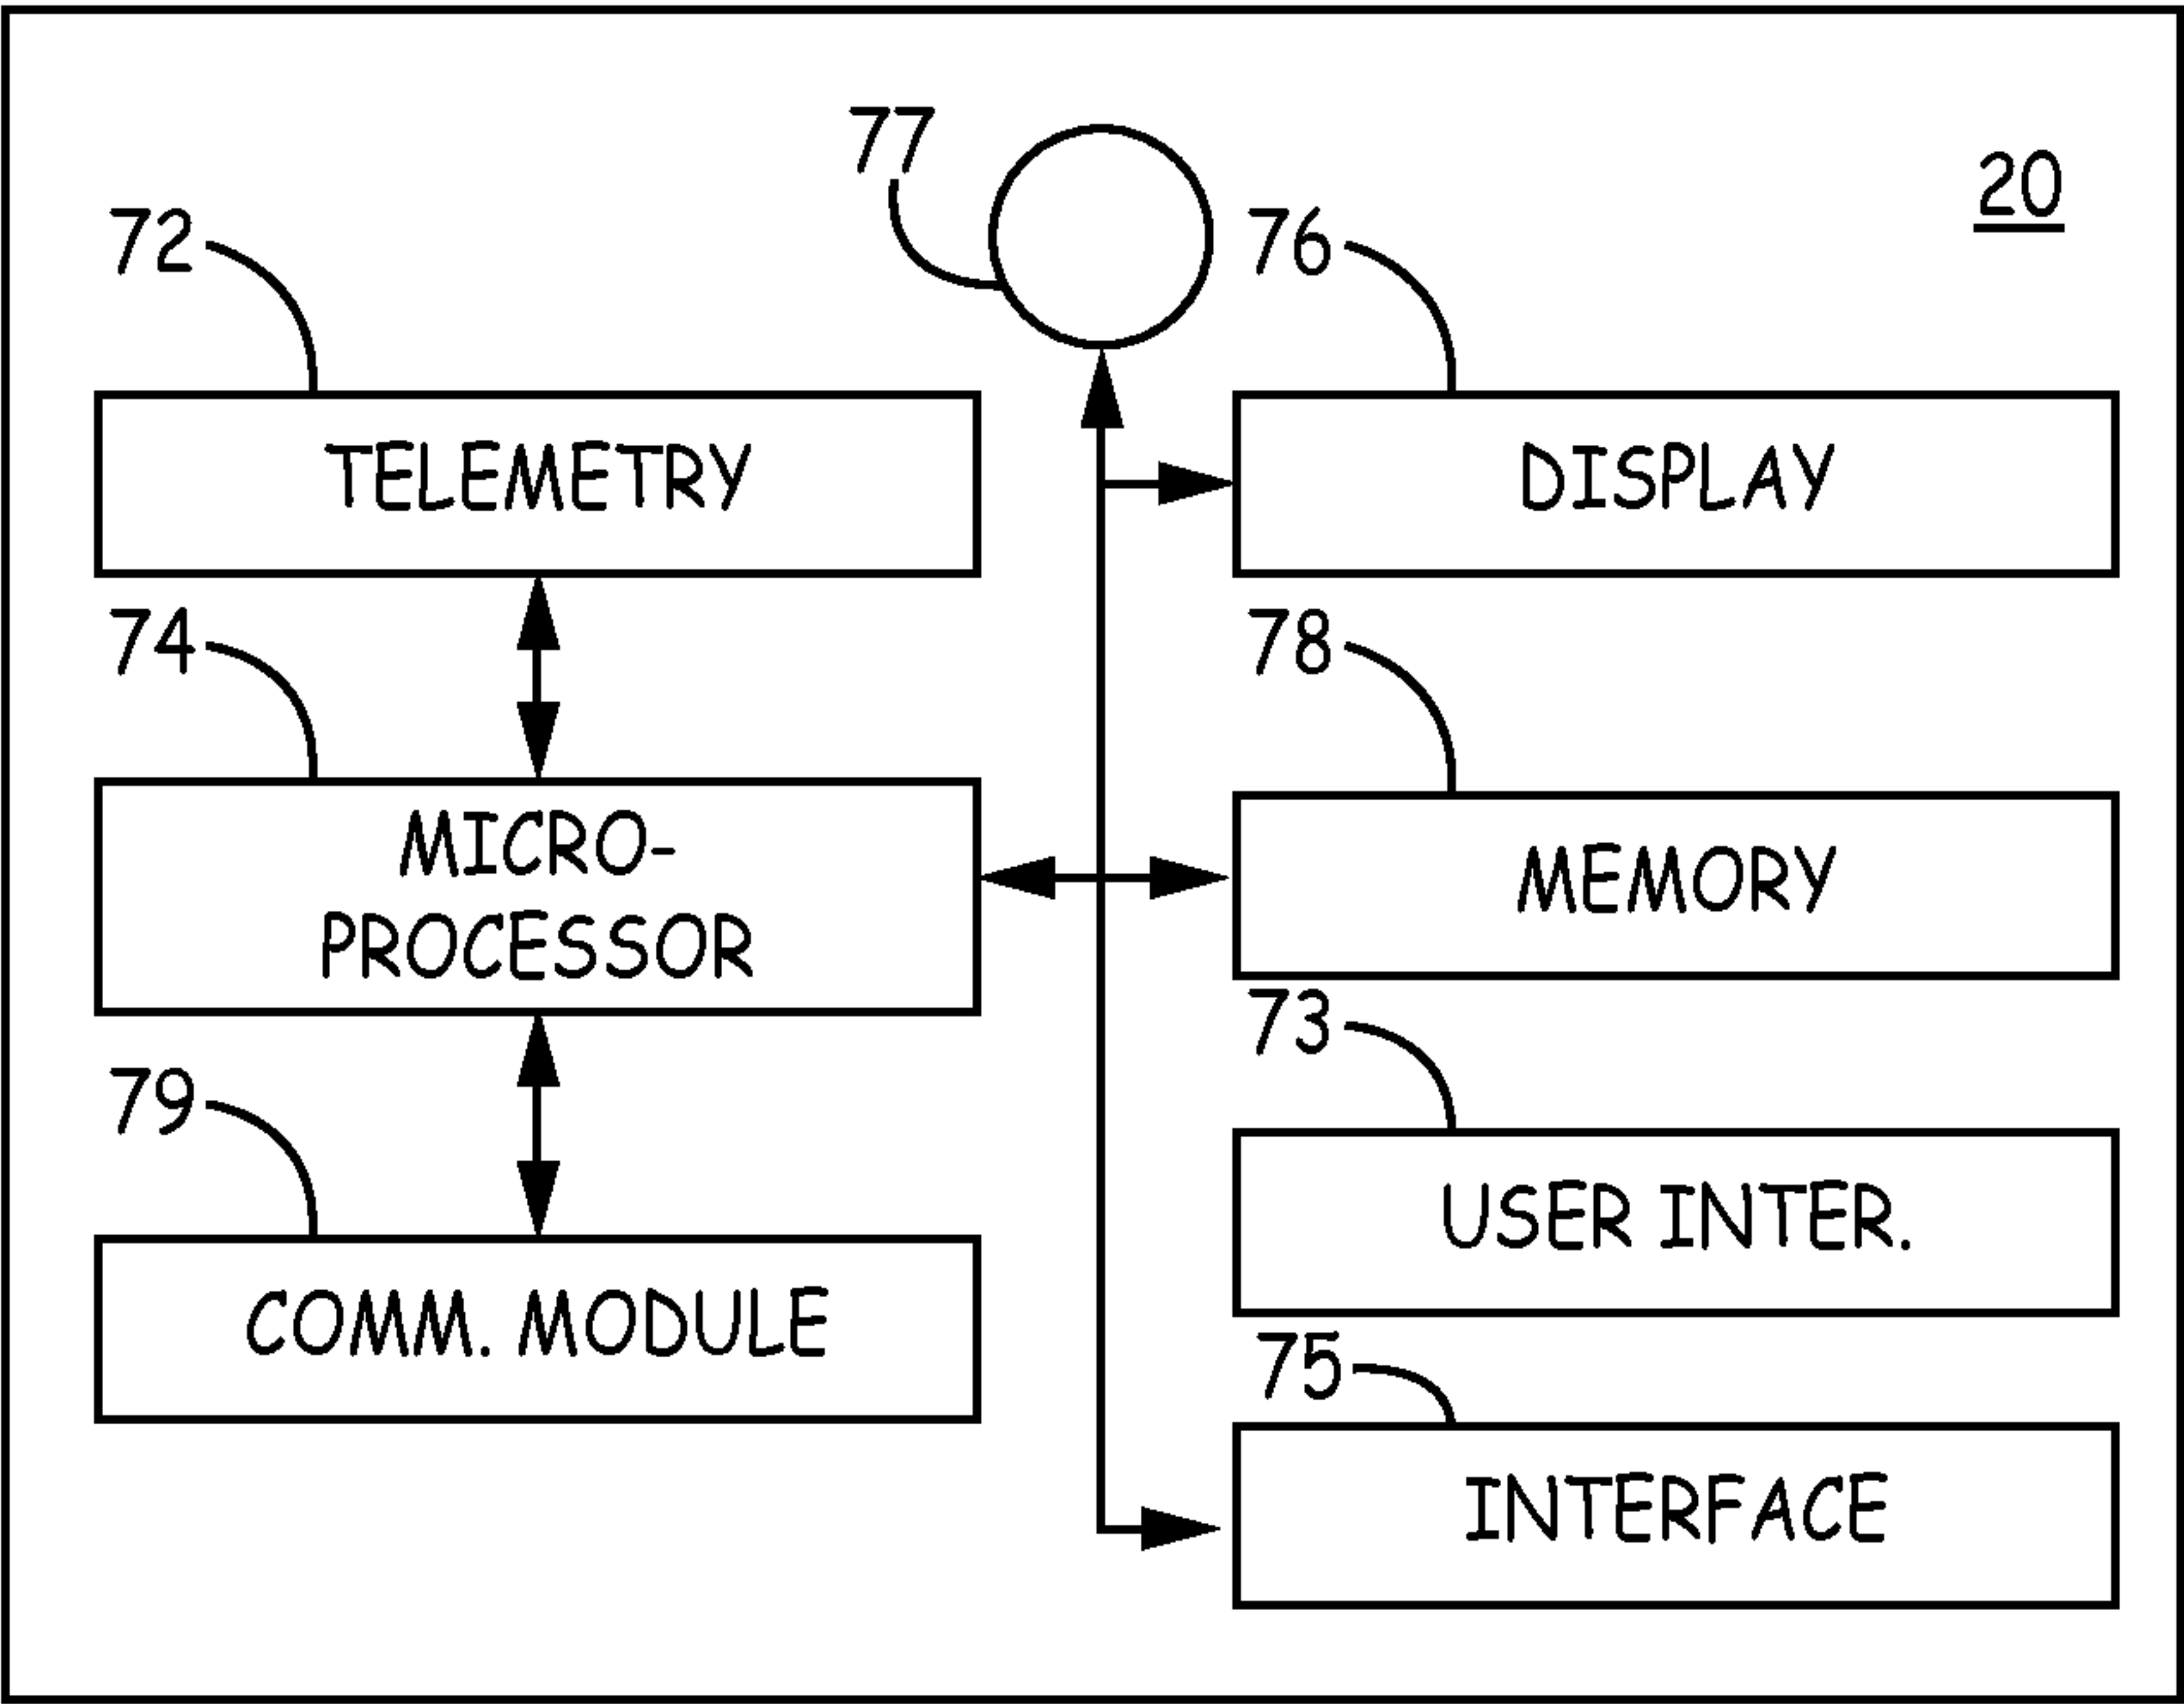 77
20
72
76
TELEMETRY
DISPLAY
74
78
MICRO-
PROCESSOR
MEMORY
73
79
USER INTER.
COMM. MODULE
75
INTERFACE